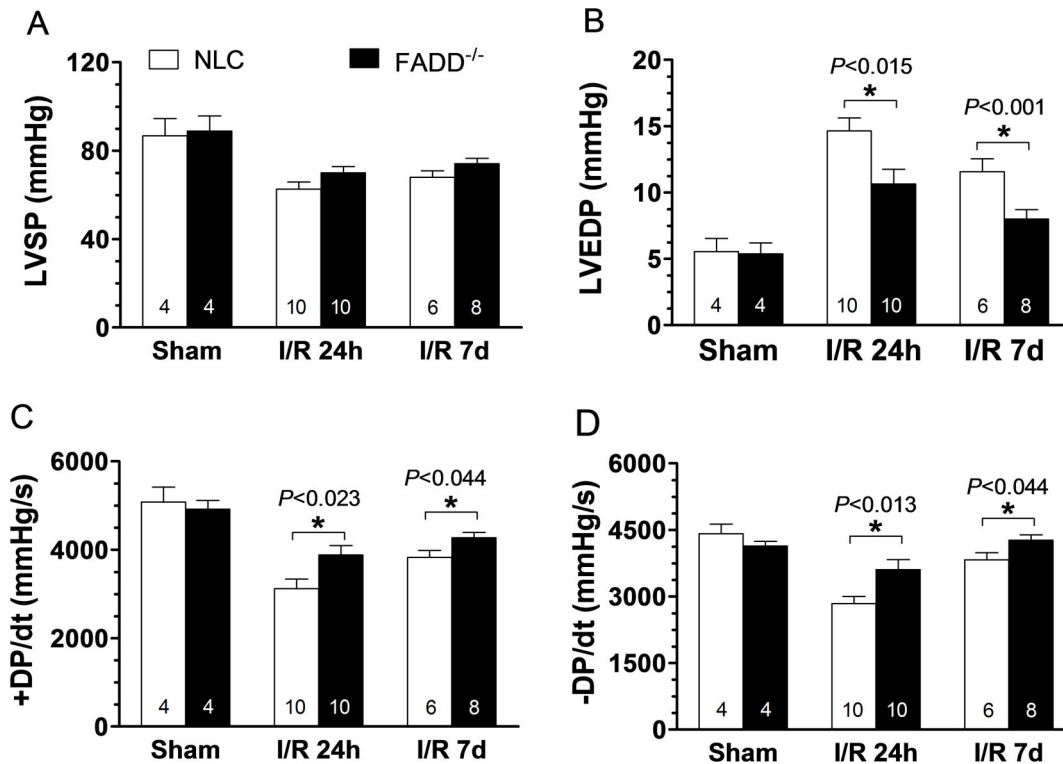 A
NLC
FADD-/-
LVSP (mmHg)
120
80
40
0
4
4
10
10
6
8
Sham
I/R 24h
I/R 7d
B
LVEDP (mmHg)
20
15
10
5
0
P<0.015
*
P<0.001
*
4
4
10
10
6
8
Sham
I/R 24h
I/R 7d
C
+DP/dt (mmHg/s)
6000
4000
2000
0
P<0.023
*
P<0.044
*
4
4
10
10
6
8
Sham
I/R 24h
I/R 7d
D
-DP/dt (mmHg/s)
6000
4500
3000
1500
0
P<0.013
*
P<0.044
*
4
4
10
10
6
8
Sham
I/R 24h
I/R 7d